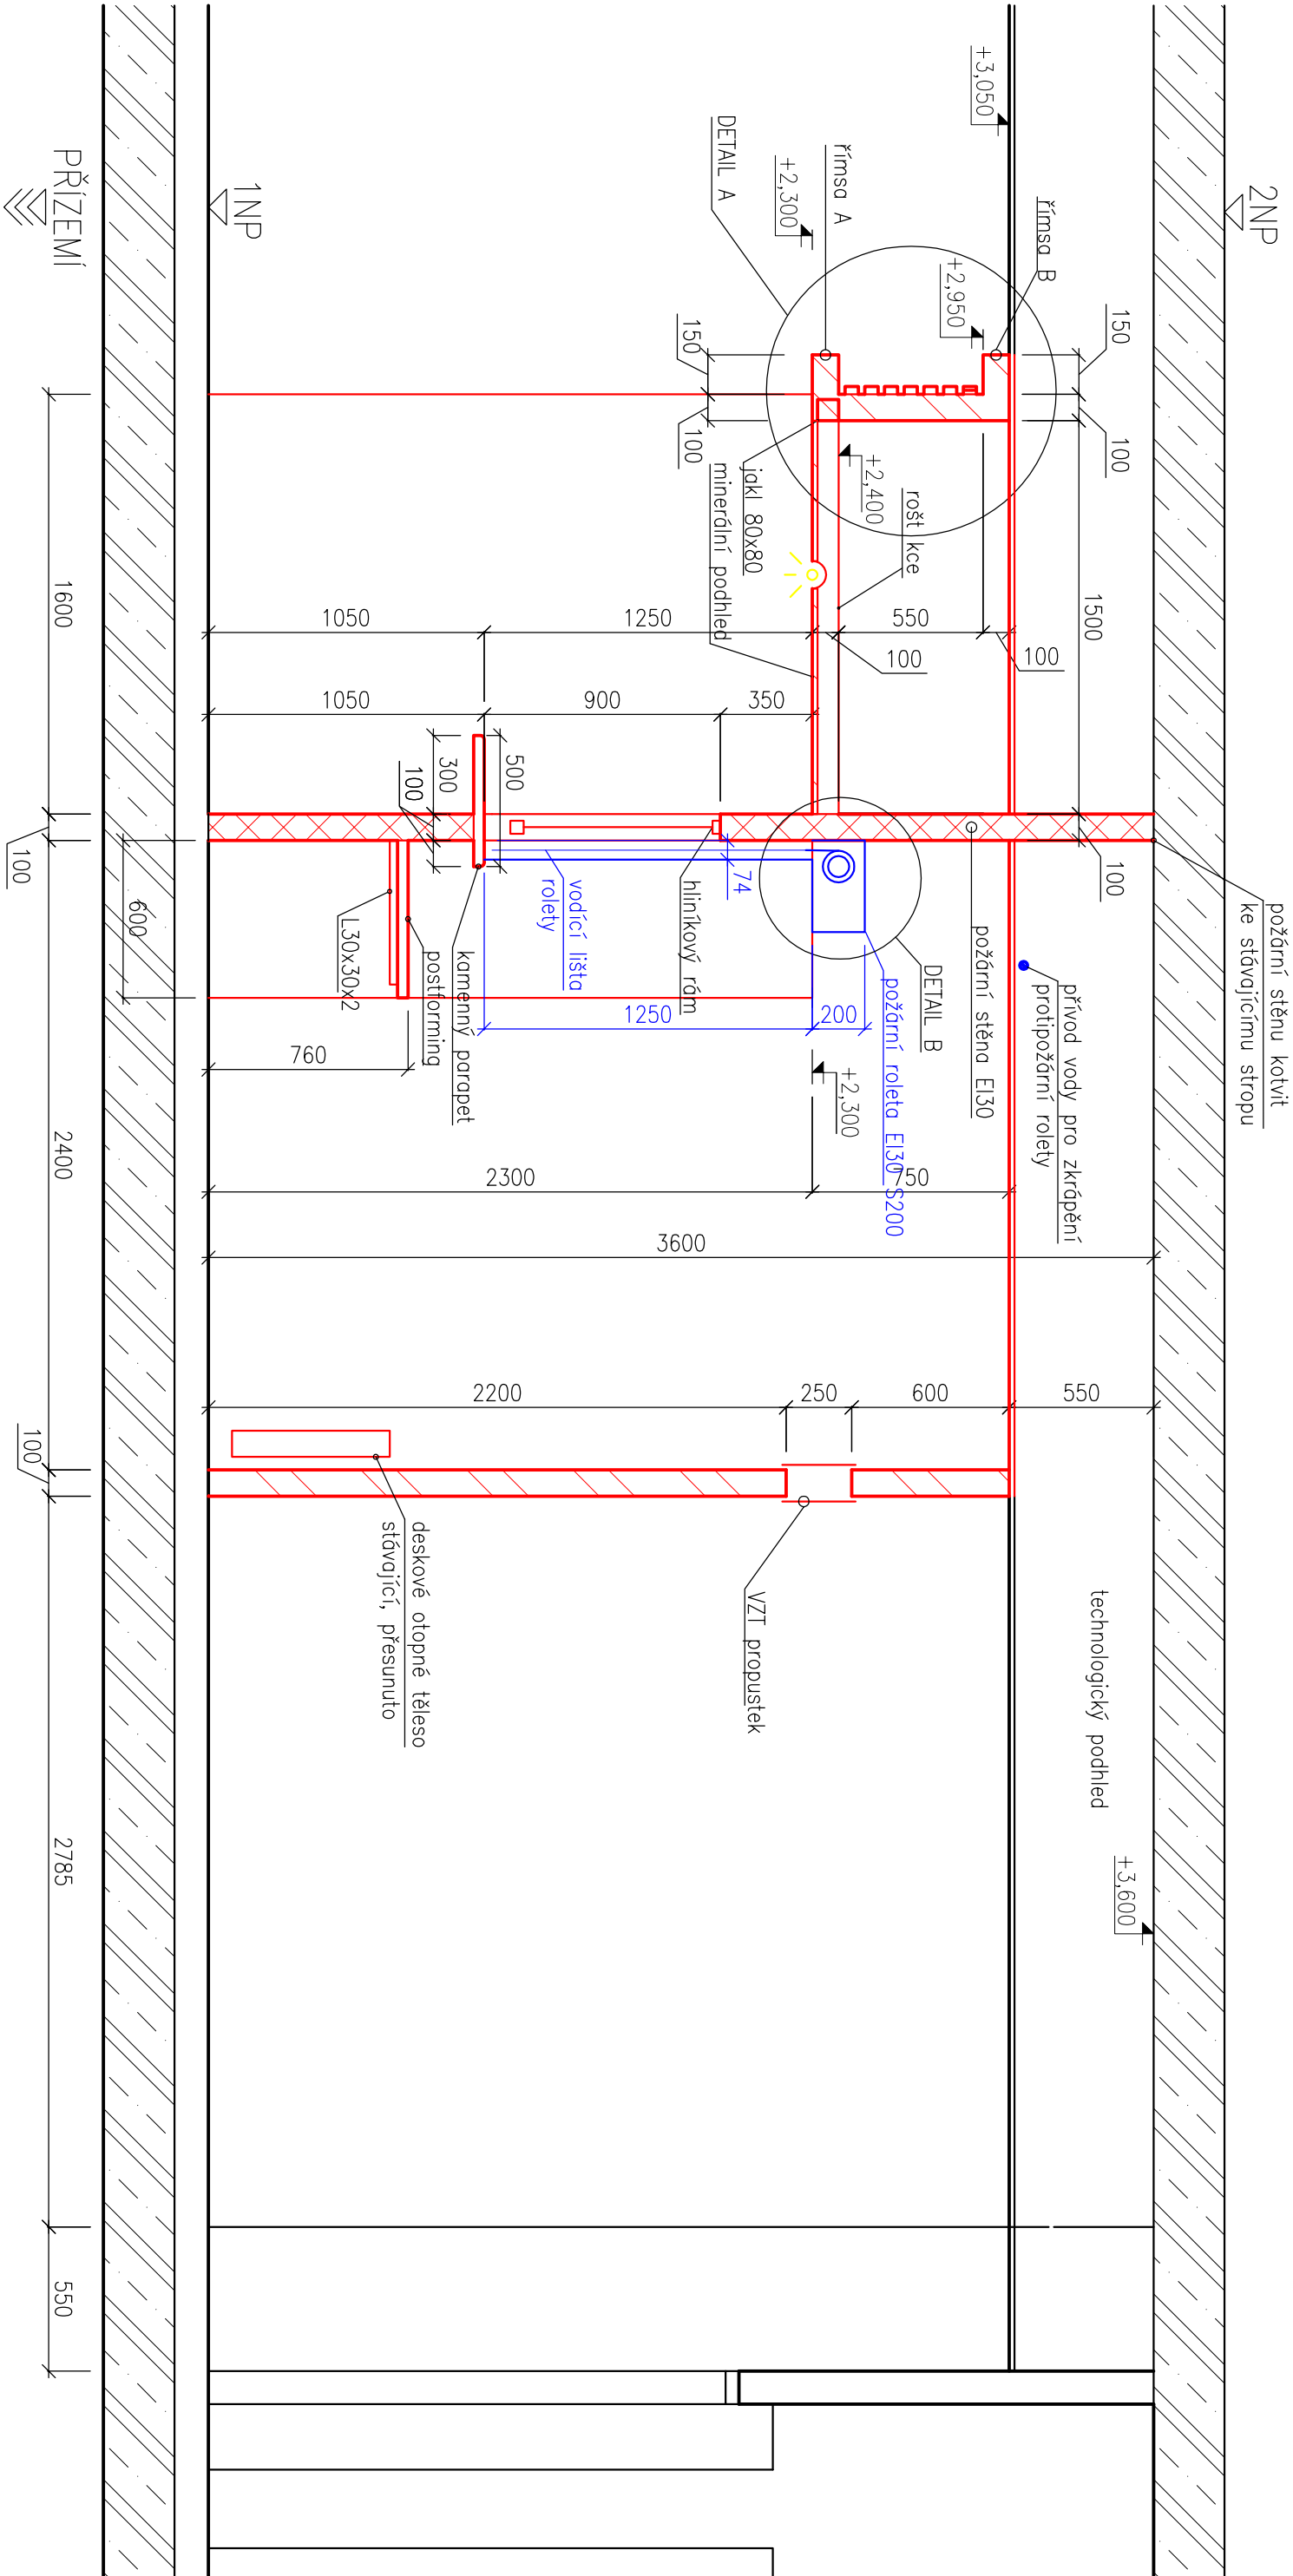 2NP
požární stěnu kotvit
ke stávajícímu stropu
+3,050
římsa B
150
100
1500
100
přívod vody pro zkrápění
protipožární rolety
technologický podhled
+3,600
DETAIL A
římsa A
+2,300
+2,950
150
100
+2,400
rošt kce
jakl 80x80
minerální podhled
1050
1250
550
100
100
1050
900
350
500
300
100
74
hliníkový rám
vodící lišta
rolety
DETAIL B
požární stěna EI30
požární roleta EI30 S200
kamenný parapet
postforming
L30x30x2
1250
200
760
+2,300
2300
750
3600
2200
250
600
550
VZT propustek
deskové otopné těleso
stávající, přesunuto
1NP
PŘÍZEMÍ
1600
100
600
2400
100
2785
550